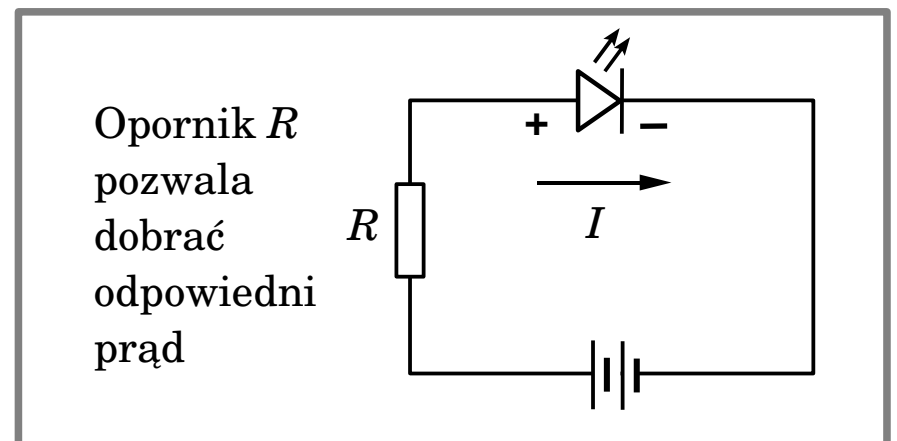 Opornik R
pozwala
dobrać
odpowiedni
prąd
R
+ −
I